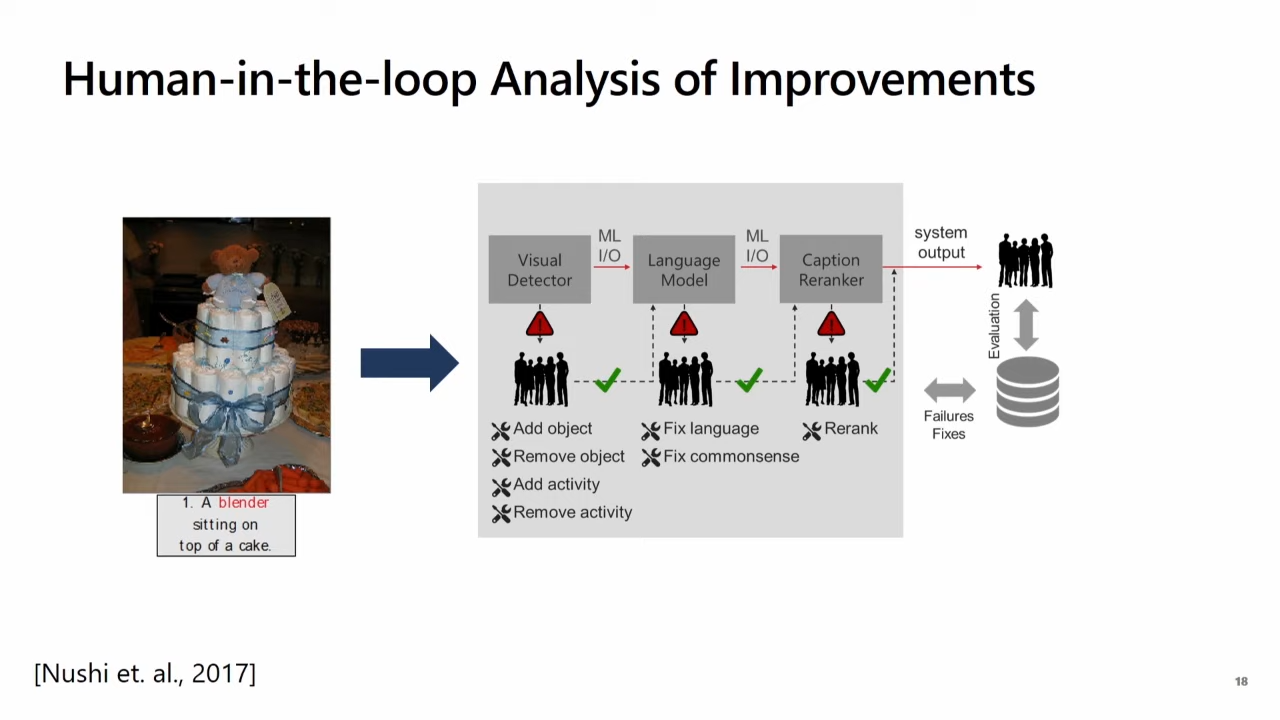 Human-in-the-loop Analysis of Improvements
1. A blender
sitting on
top of a cake.
Visual
Detector
ML
I/O
Language
Model
ML
I/O
Caption
Reranker
system
output
Add object
Remove object
Add activity
Remove activity
Fix language
Fix commonsense
Rerank
Evaluation
Failures
Fixes
[Nushi et. al., 2017]
18